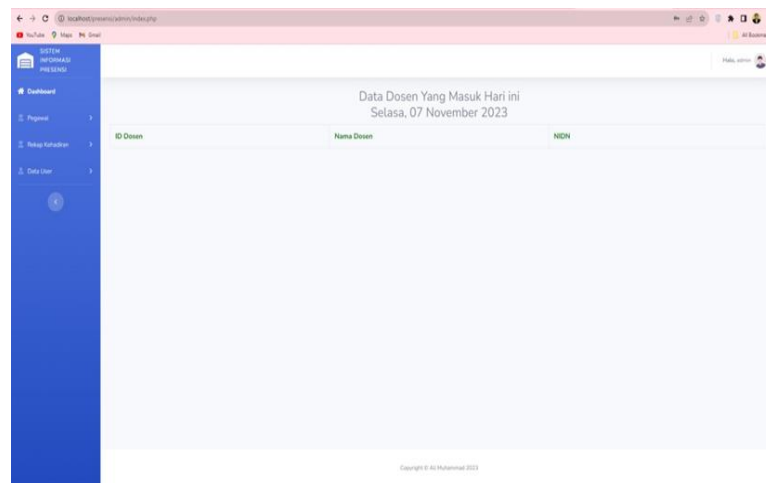 localhost/presensi/admin/index.php
YouTube Maps Gmail
All Bookma
SISTEM
INFORMASI
PRESENSI
Halo, admin
Dashboard
Pegawai
Rekap Kehadiran
Data User
Data Dosen Yang Masuk Hari ini
Selasa, 07 November 2023
ID Dosen Nama Dosen NIDN
Copyright © Ali Muhammad 2023